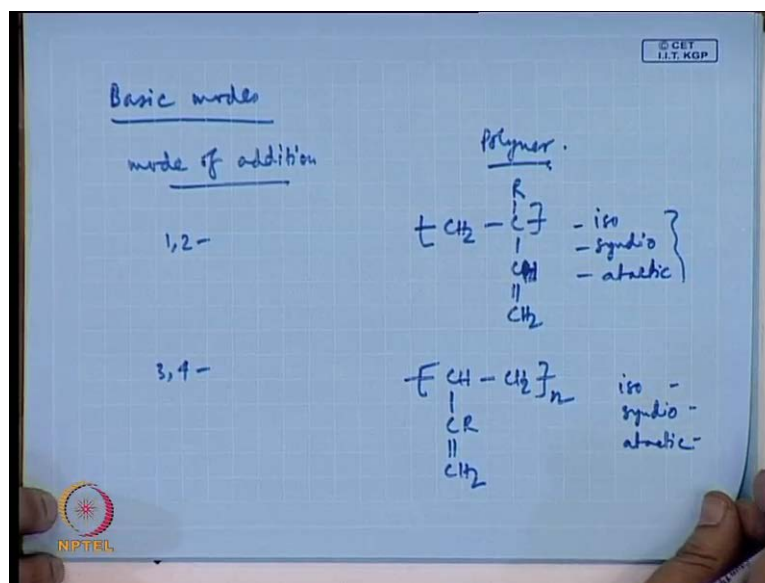 © CET
I.I.T. KGP
Basic modes
mode of addition
Polymer.
1,2 –
R
[ CH2 – C ]
CH
CH2
– iso
– syndio
– atactic
3,4 –
[ CH – CH2 ]n
CR
CH2
iso –
syndio –
atactic –
NPTEL